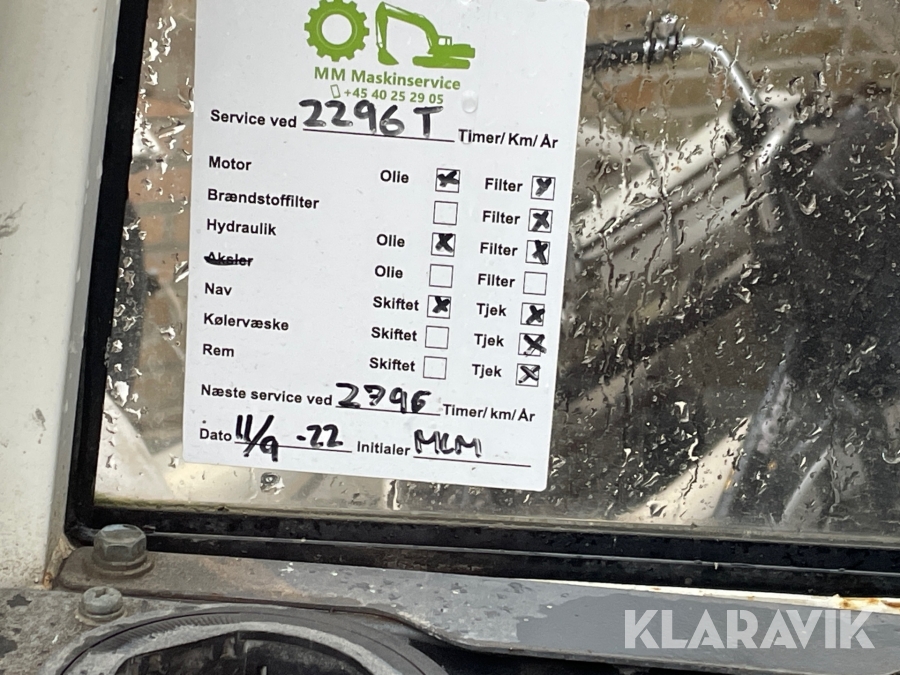 MM Maskinservice
+45 40 25 29 05
Service ved 2296 T Timer/ Km/ År
Motor Olie Filter
Brændstoffilter Filter
Hydraulik Olie Filter
Aksler Olie Filter
Nav Skiftet Tjek
Kølervæske Skiftet Tjek
Rem Skiftet Tjek
Næste service ved 2796 Timer/ km/ År
Dato 11/9 -22 Initialer MLM
KLARAVIK